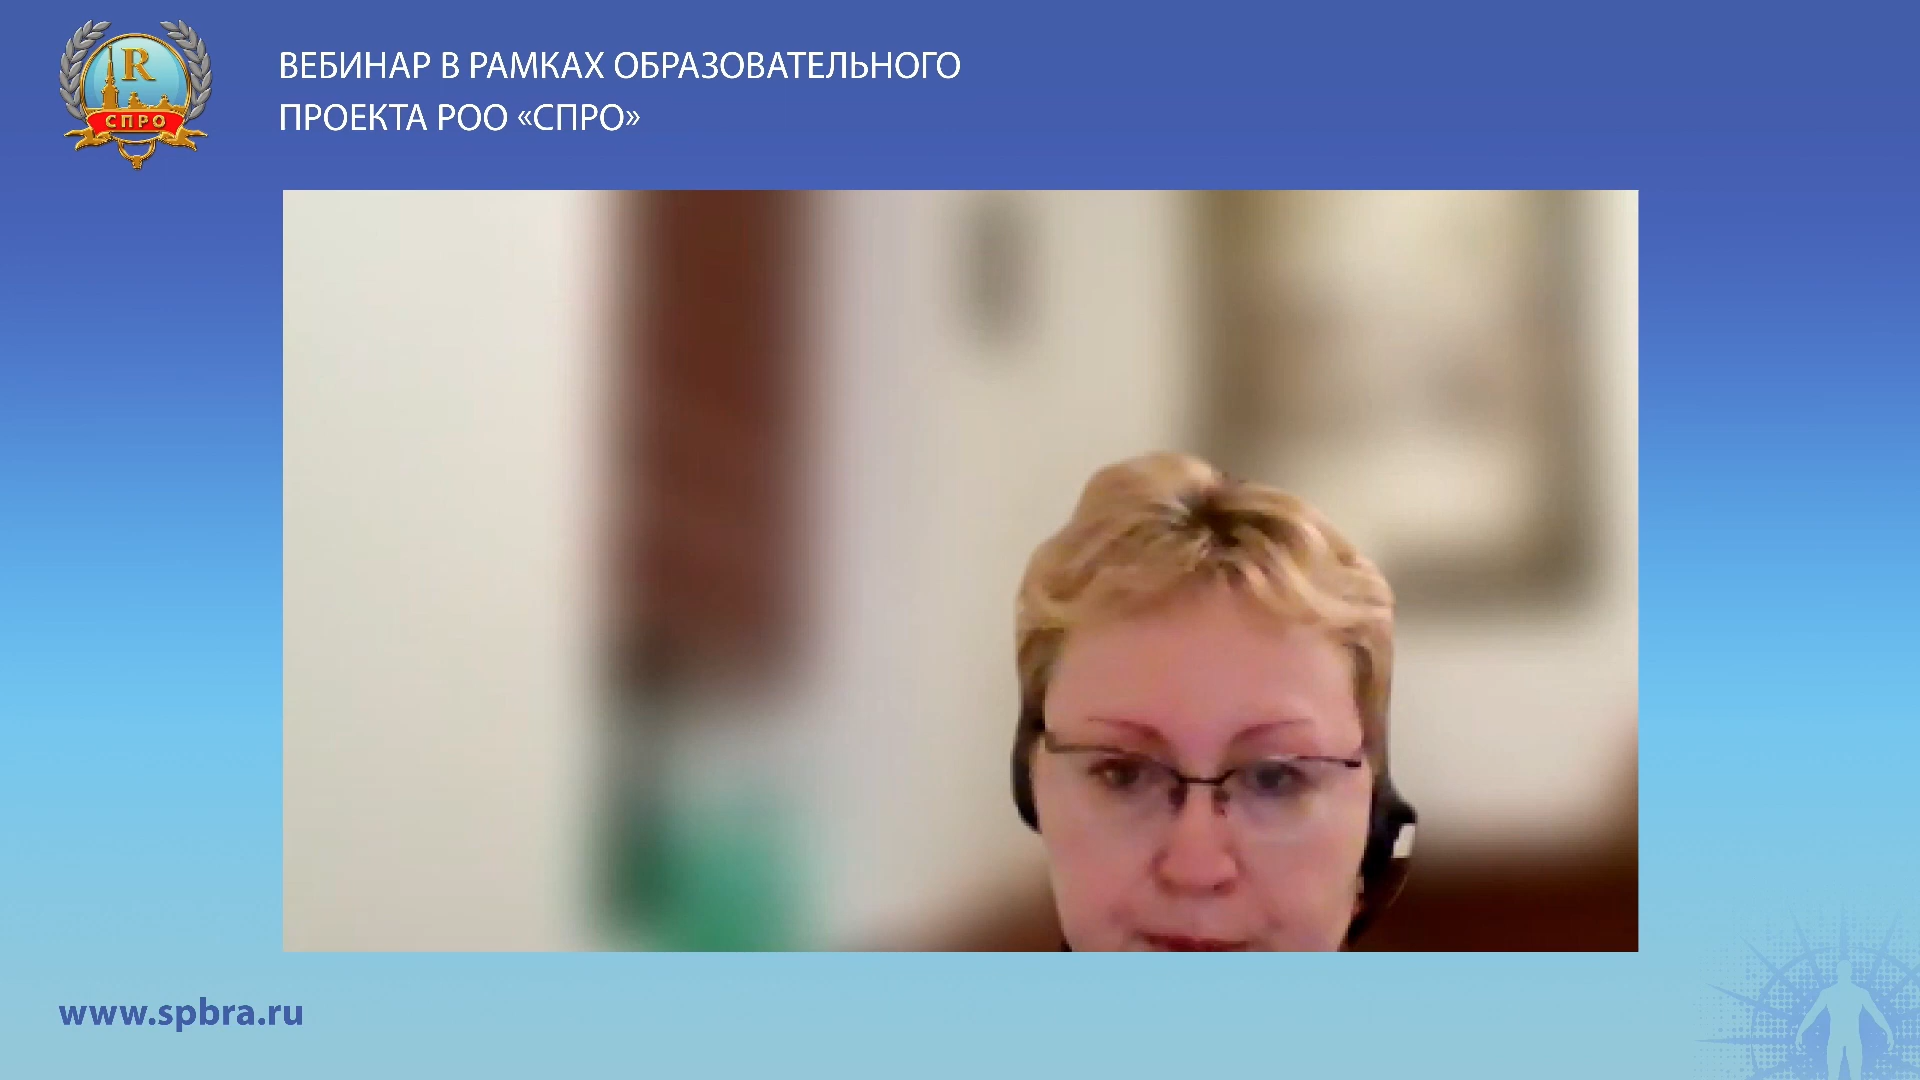 R
СПРО
ВЕБИНАР В РАМКАХ ОБРАЗОВАТЕЛЬНОГО
ПРОЕКТА РОО «СПРО»
www.spbra.ru